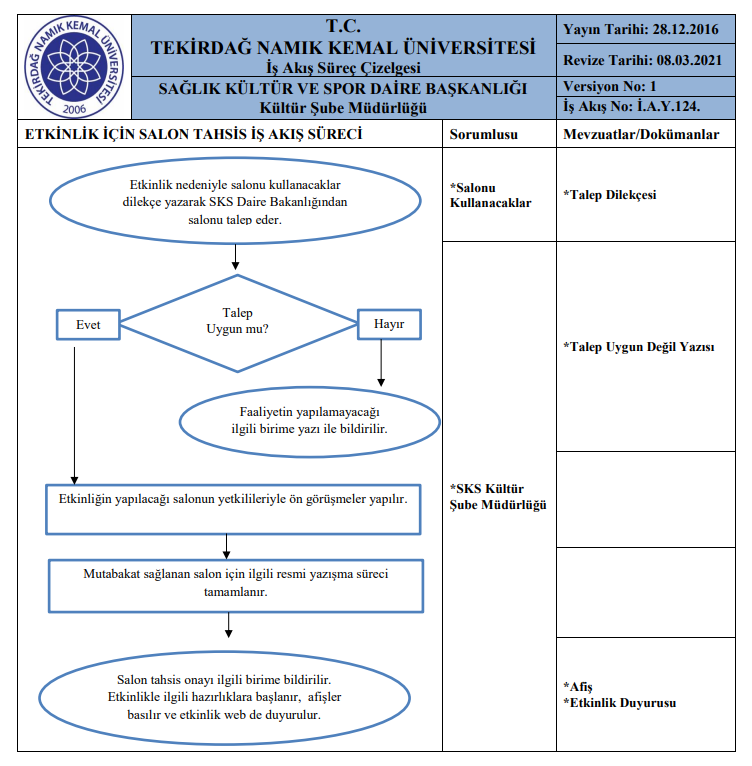 TEKİRDAĞ NAMIK KEMAL ÜNİVERSİTESİ
2006
T.C.
TEKİRDAĞ NAMIK KEMAL ÜNİVERSİTESİ
İş Akış Süreç Çizelgesi
SAĞLIK KÜLTÜR VE SPOR DAİRE BAŞKANLIĞI
Kültür Şube Müdürlüğü
Yayın Tarihi: 28.12.2016
Revize Tarihi: 08.03.2021
Versiyon No: 1
İş Akış No: İ.A.Y.124.
ETKİNLİK İÇİN SALON TAHSİS İŞ AKIŞ SÜRECİ
Sorumlusu
Mevzuatlar/Dokümanlar
Etkinlik nedeniyle salonu kullanacaklar
dilekçe yazarak SKS Daire Bakanlığından
salonu talep eder.
*Salonu
Kullanacaklar
*Talep Dilekçesi
Talep
Uygun mu?
Evet
Hayır
*Talep Uygun Değil Yazısı
Faaliyetin yapılamayacağı
ilgili birime yazı ile bildirilir.
Etkinliğin yapılacağı salonun yetkilileriyle ön görüşmeler yapılır.
*SKS Kültür
Şube Müdürlüğü
Mutabakat sağlanan salon için ilgili resmi yazışma süreci
tamamlanır.
Salon tahsis onayı ilgili birime bildirilir.
Etkinlikle ilgili hazırlıklara başlanır, afişler
basılır ve etkinlik web de duyurulur.
*Afiş
*Etkinlik Duyurusu